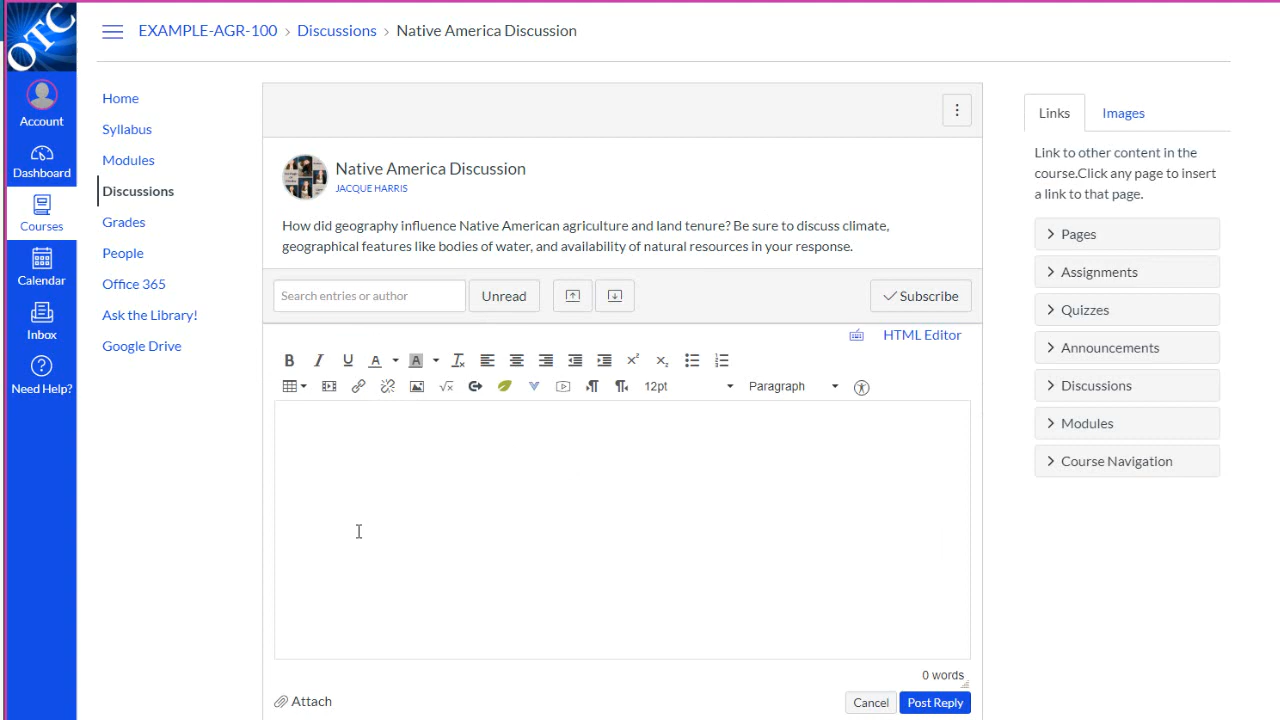 OTC
EXAMPLE-AGR-100 > Discussions > Native America Discussion
Account
Dashboard
Courses
Calendar
Inbox
Need Help?
Home
Syllabus
Modules
Discussions
Grades
People
Office 365
Ask the Library!
Google Drive
Native America Discussion
JACQUE HARRIS
How did geography influence Native American agriculture and land tenure? Be sure to discuss climate,
geographical features like bodies of water, and availability of natural resources in your response.
Search entries or author
Unread
Subscribe
HTML Editor
12pt
Paragraph
0 words
Attach
Cancel
Post Reply
Links
Images
Link to other content in the
course.Click any page to insert
a link to that page.
Pages
Assignments
Quizzes
Announcements
Discussions
Modules
Course Navigation